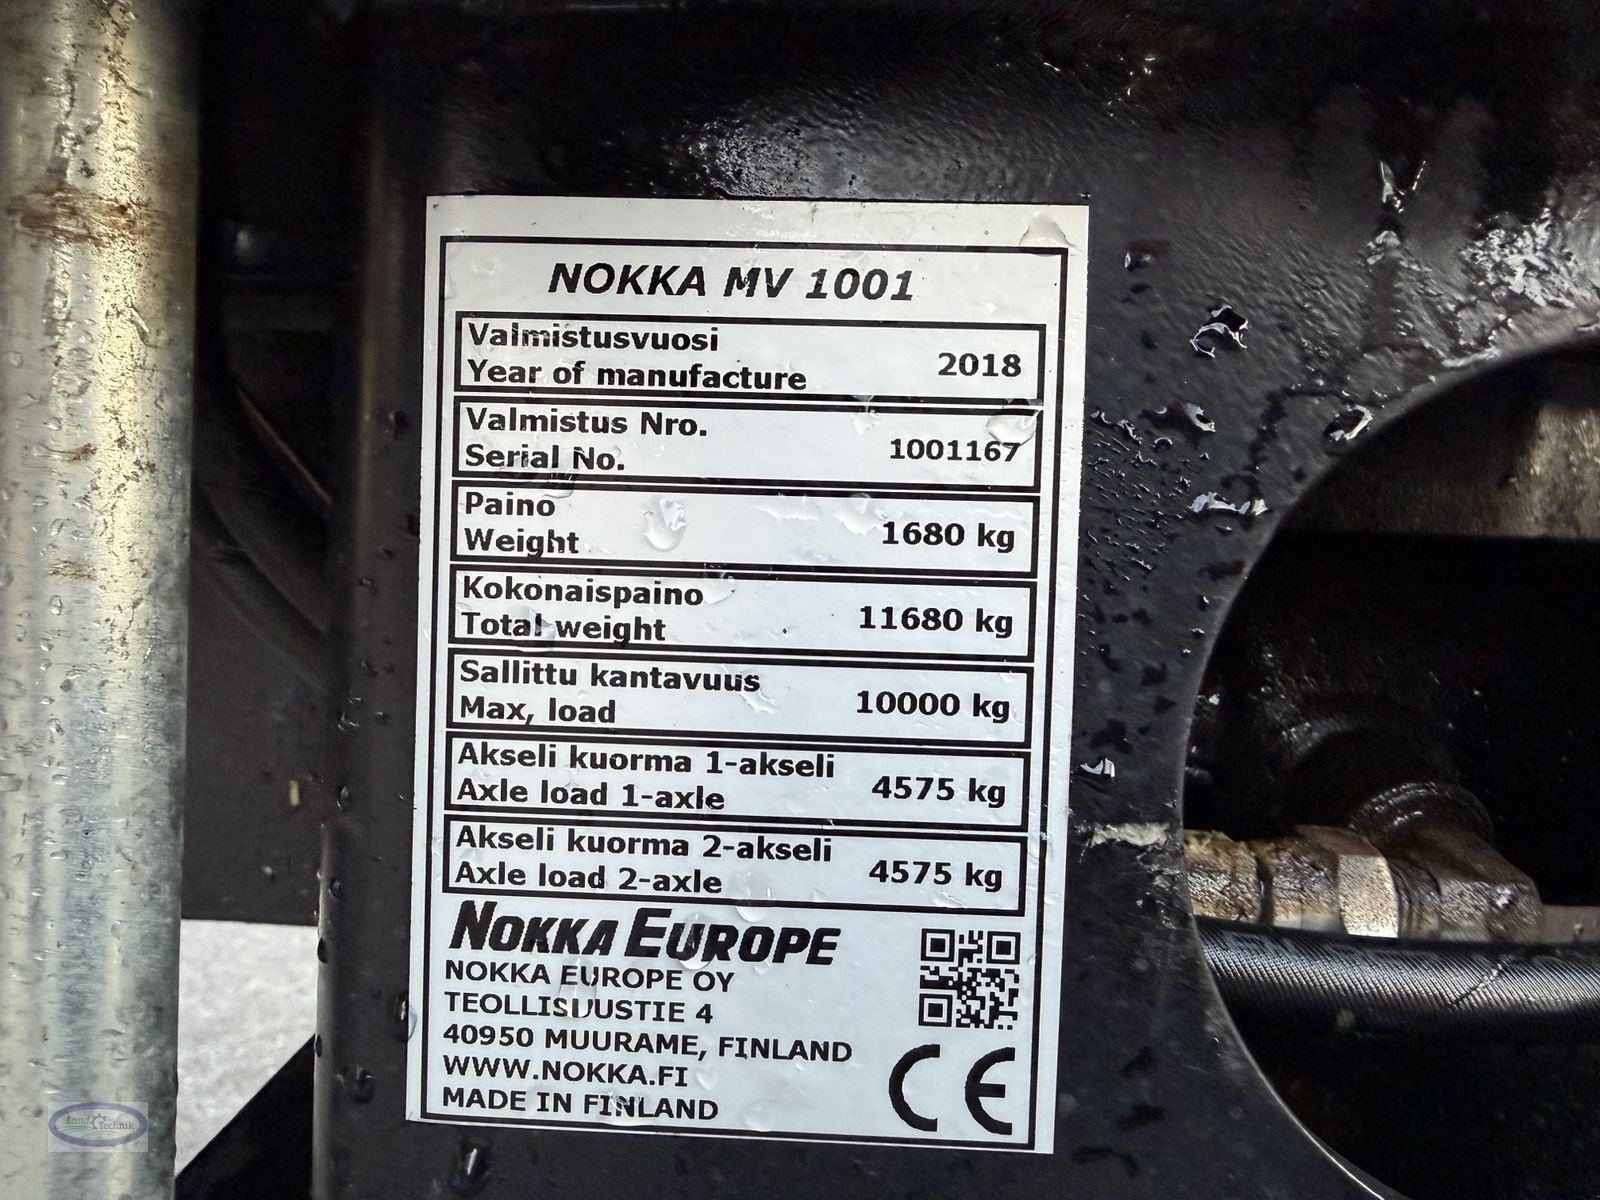 NOKKA MV 1001
Valmistusvuosi
Year of manufacture 2018
Valmistus Nro.
Serial No. 1001167
Paino
Weight 1680 kg
Kokonaispaino
Total weight 11680 kg
Sallittu kantavuus
Max, load 10000 kg
Akseli kuorma 1-akseli
Axle load 1-axle 4575 kg
Akseli kuorma 2-akseli
Axle load 2-axle 4575 kg
NOKKA EUROPE
NOKKA EUROPE OY
TEOLLISUUSTIE 4
40950 MUURAME, FINLAND
WWW.NOKKA.FI
MADE IN FINLAND
CE
Land Technik